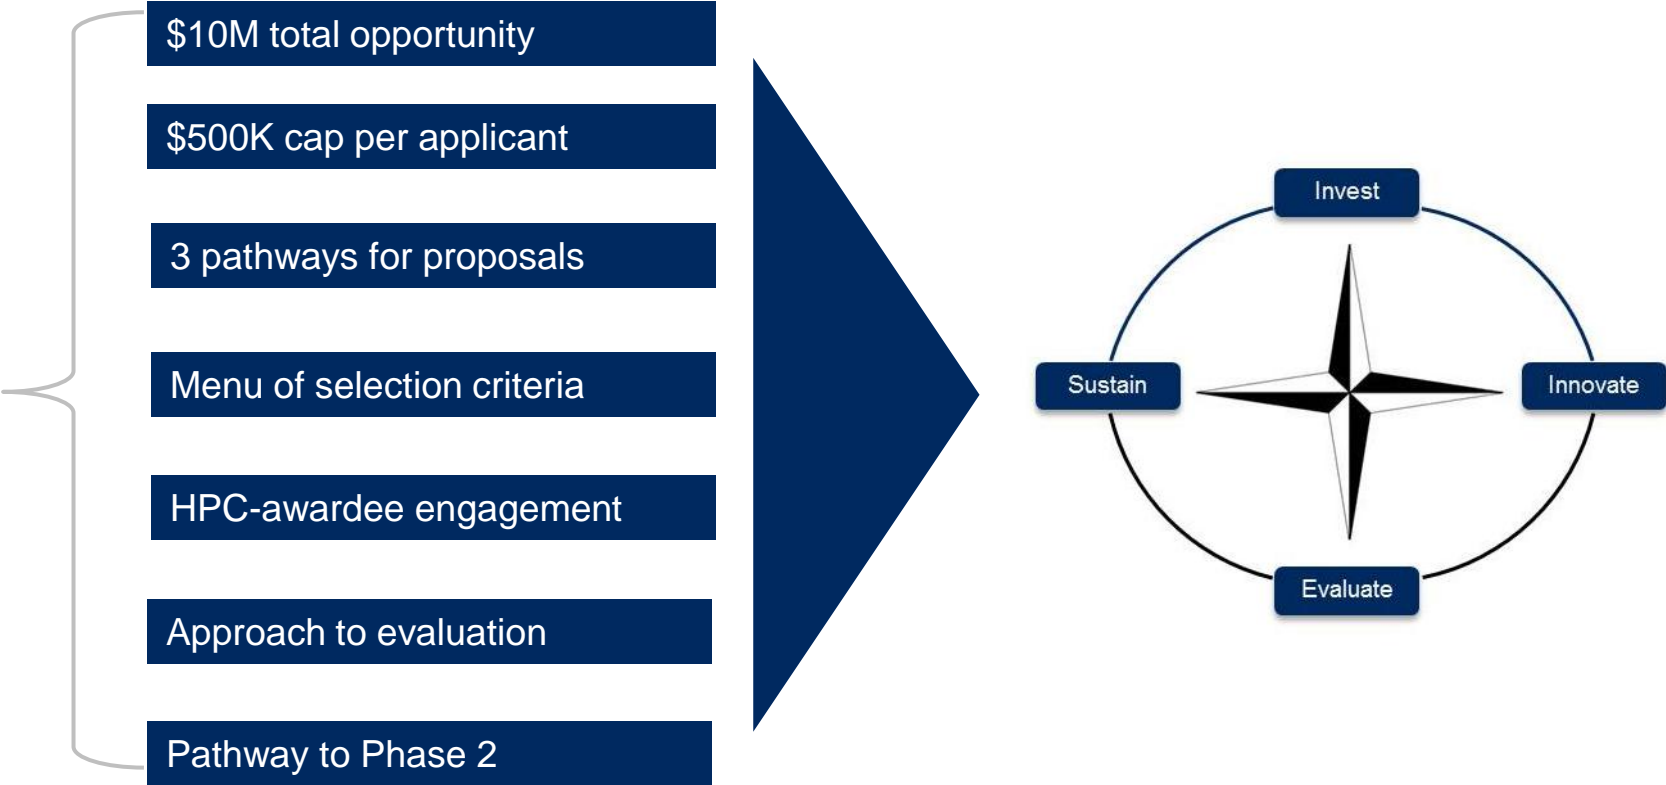 $10M total opportunity
$500K cap per applicant
3 pathways for proposals
Menu of selection criteria
HPC-awardee engagement
Approach to evaluation
Pathway to Phase 2
Invest
Sustain
Innovate
Evaluate